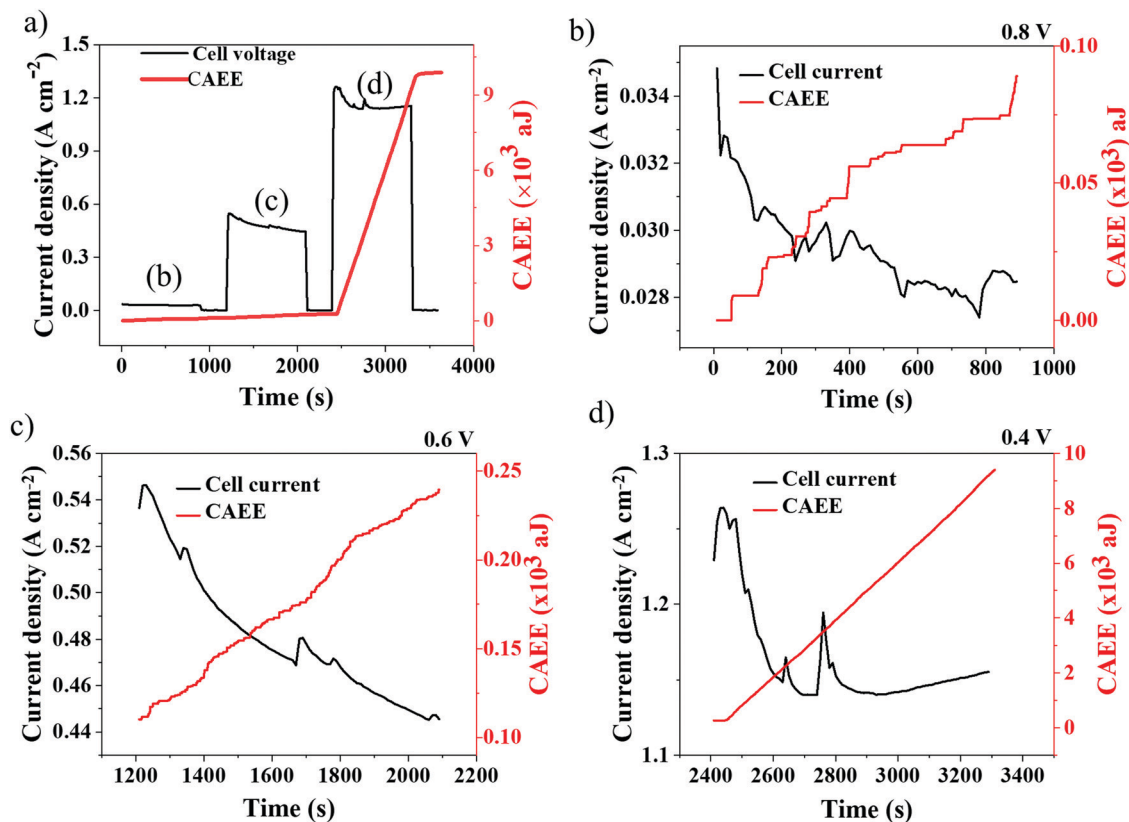 a)
Current density (A cm⁻²)
1.5
1.2
0.9
0.6
0.3
0.0
Cell voltage
CAEE
(b)
(c)
(d)
9
6
3
0
CAEE (×10³ aJ)
0 1000 2000 3000 4000
Time (s)
b)
0.8 V
Current density (A cm⁻²)
0.034
0.032
0.030
0.028
Cell current
CAEE
0.10
0.05
0.00
CAEE (x10³) aJ)
0 200 400 600 800 1000
Time (s)
c)
0.6 V
Current density (A cm⁻²)
0.56
0.54
0.52
0.50
0.48
0.46
0.44
Cell current
CAEE
0.25
0.20
0.15
0.10
CAEE (x10³ aJ)
1200 1400 1600 1800 2000 2200
Time (s)
d)
0.4 V
Current density (A cm⁻²)
1.3
1.2
1.1
Cell current
CAEE
10
8
6
4
2
0
CAEE (x10³ aJ)
2400 2600 2800 3000 3200 3400
Time (s)